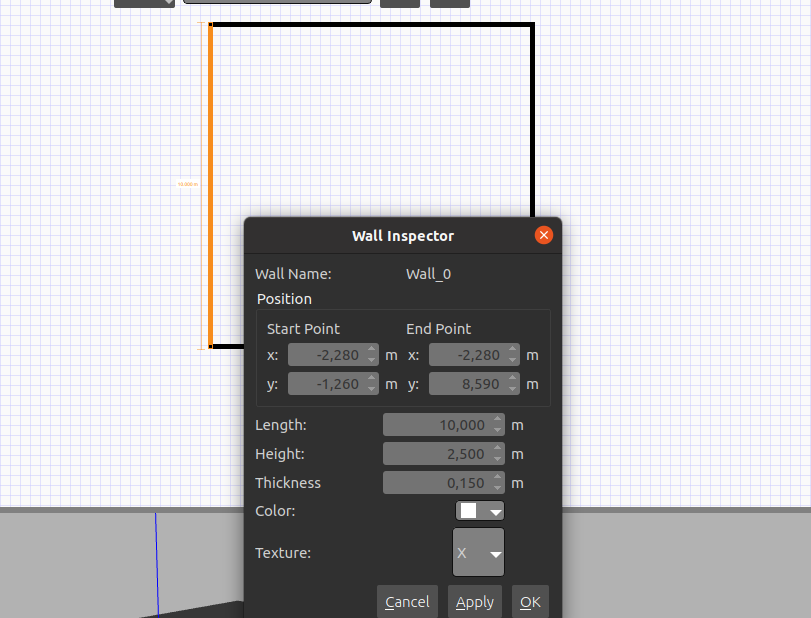 10.000 m
Wall Inspector
Wall Name: Wall_0
Position
Start Point End Point
x: -2,280 m x: -2,280 m
y: -1,260 m y: 8,590 m
Length: 10,000 m
Height: 2,500 m
Thickness 0,150 m
Color:
Texture: X
Cancel Apply OK